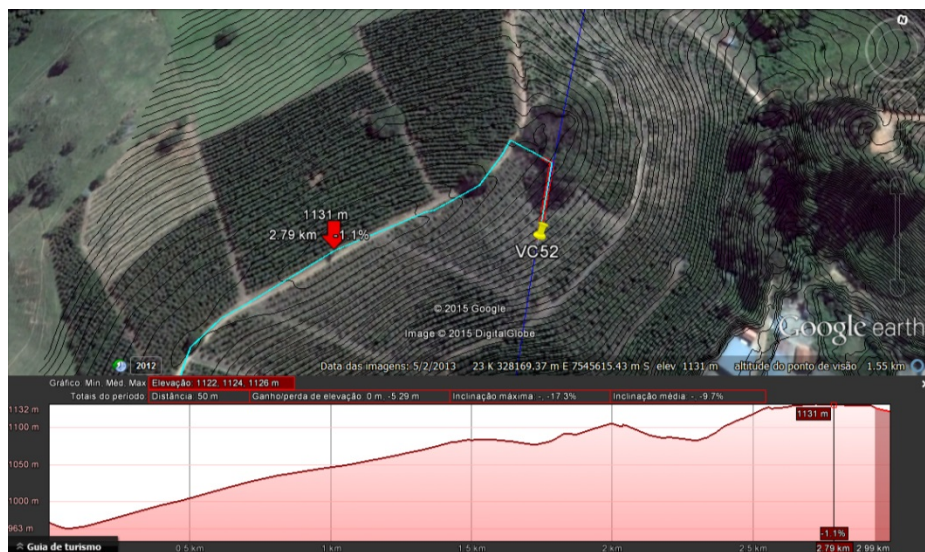 N
1131 m
2.79 km -1.1%
VC52
© 2015 Google
Image © 2015 DigitalGlobe
Google earth
2012
Data das imagens: 5/2/2013 23 K 328169.37 m E 7545615.43 m S elev 1131 m altitude do ponto de visão 1.55 km
Gráfico Min. Méd. Max Elevação: 1122, 1124, 1126 m
Totais do período Distância: 50 m Ganho/perda de elevação: 0 m, -5.29 m Inclinação máxima: -, -17.3% Inclinação média: -, -9.7%
1132 m
1131 m
1100 m
1050 m
1000 m
963 m
-1.1%
Guia de turismo 0.5 km 1 km 1.5 km 2 km 2.5 km 2.79 km 2.99 km